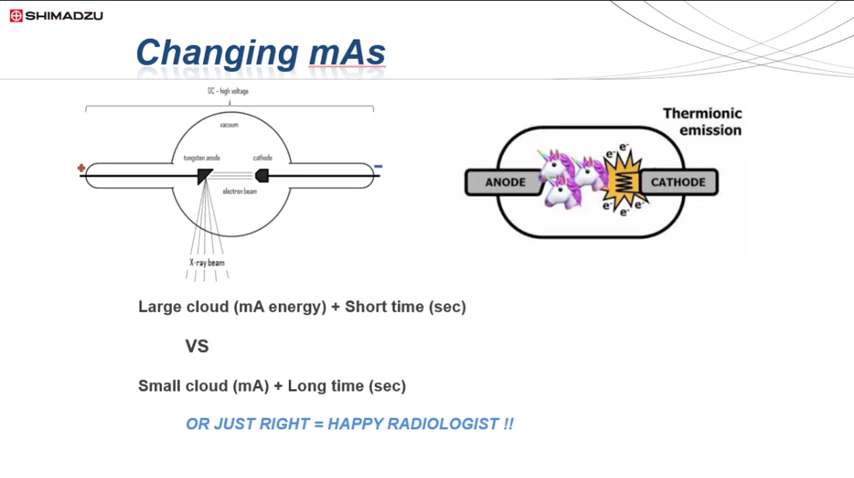 SHIMADZU
Changing mAs
DC - high voltage
vacuum
tungsten anode
cathode
electron beam
X-ray beam
Thermionic
emission
e-
e-
ANODE
CATHODE
e-
e-
e-
Large cloud (mA energy) + Short time (sec)
VS
Small cloud (mA) + Long time (sec)
OR JUST RIGHT = HAPPY RADIOLOGIST !!